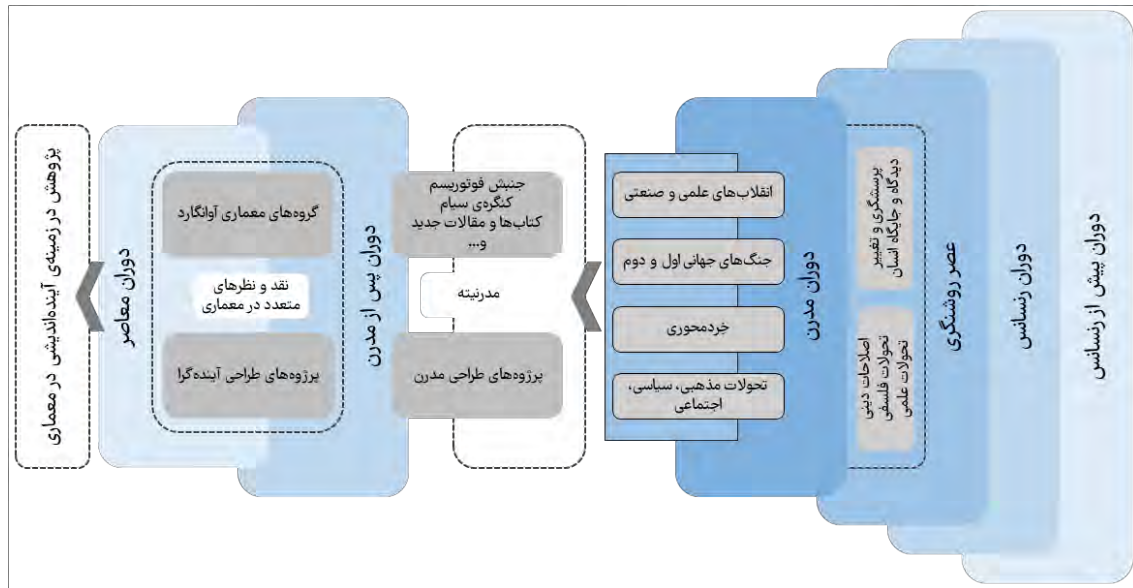 دوران پیش از رنسانس
دوران رنسانس
عصر روشنگری
پرسشگری و تغییر
دیدگاه و جایگاه انسان
اصلاحات دینی
تحولات فلسفی
تحولات علمی
دوران مدرن
انقلاب‌های علمی و صنعتی
جنگ‌های جهانی اول و دوم
خِردمحوری
تحولات مذهبی، سیاسی،
اجتماعی
جنبش فوتوریسم
کنگره‌ی سیام
کتاب‌ها و مقالات جدید
و...
مدرنیته
پرژوه‌های طراحی مدرن
دوران پس از مدرن
گروه‌های معماری آوانگارد
نقد و نظرهای
متعدد در معماری
پرژوه‌های طراحی آینده‌گرا
دوران معاصر
پژوهش در زمینه‌ی آینده‌اندیشی در معماری